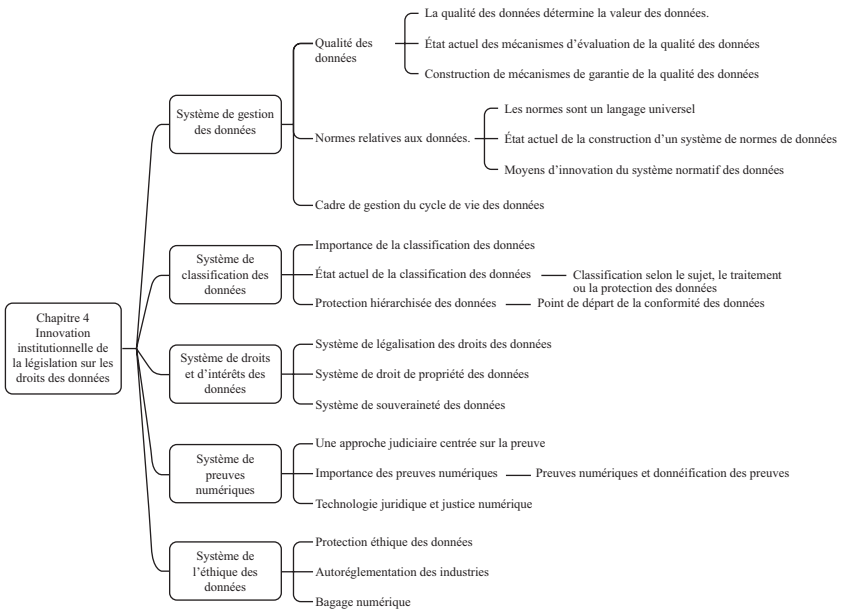 Chapitre 4
Innovation
institutionnelle de
la législation sur les
droits des données
Système de gestion
des données
Qualité des
données
La qualité des données détermine la valeur des données.
État actuel des mécanismes d'évaluation de la qualité des données
Construction de mécanismes de garantie de la qualité des données
Normes relatives aux données.
Les normes sont un langage universel
État actuel de la construction d'un système de normes de données
Moyens d'innovation du système normatif des données
Cadre de gestion du cycle de vie des données
Système de
classification des
données
Importance de la classification des données
État actuel de la classification des données
Classification selon le sujet, le traitement
ou la protection des données
Protection hiérarchisée des données
Point de départ de la conformité des données
Système de droits
et d'intérêts des
données
Système de légalisation des droits des données
Système de droit de propriété des données
Système de souveraineté des données
Système de
preuves
numériques
Une approche judiciaire centrée sur la preuve
Importance des preuves numériques
Preuves numériques et donnéification des preuves
Technologie juridique et justice numérique
Système de
l'éthique des
données
Protection éthique des données
Autoréglementation des industries
Bagage numérique